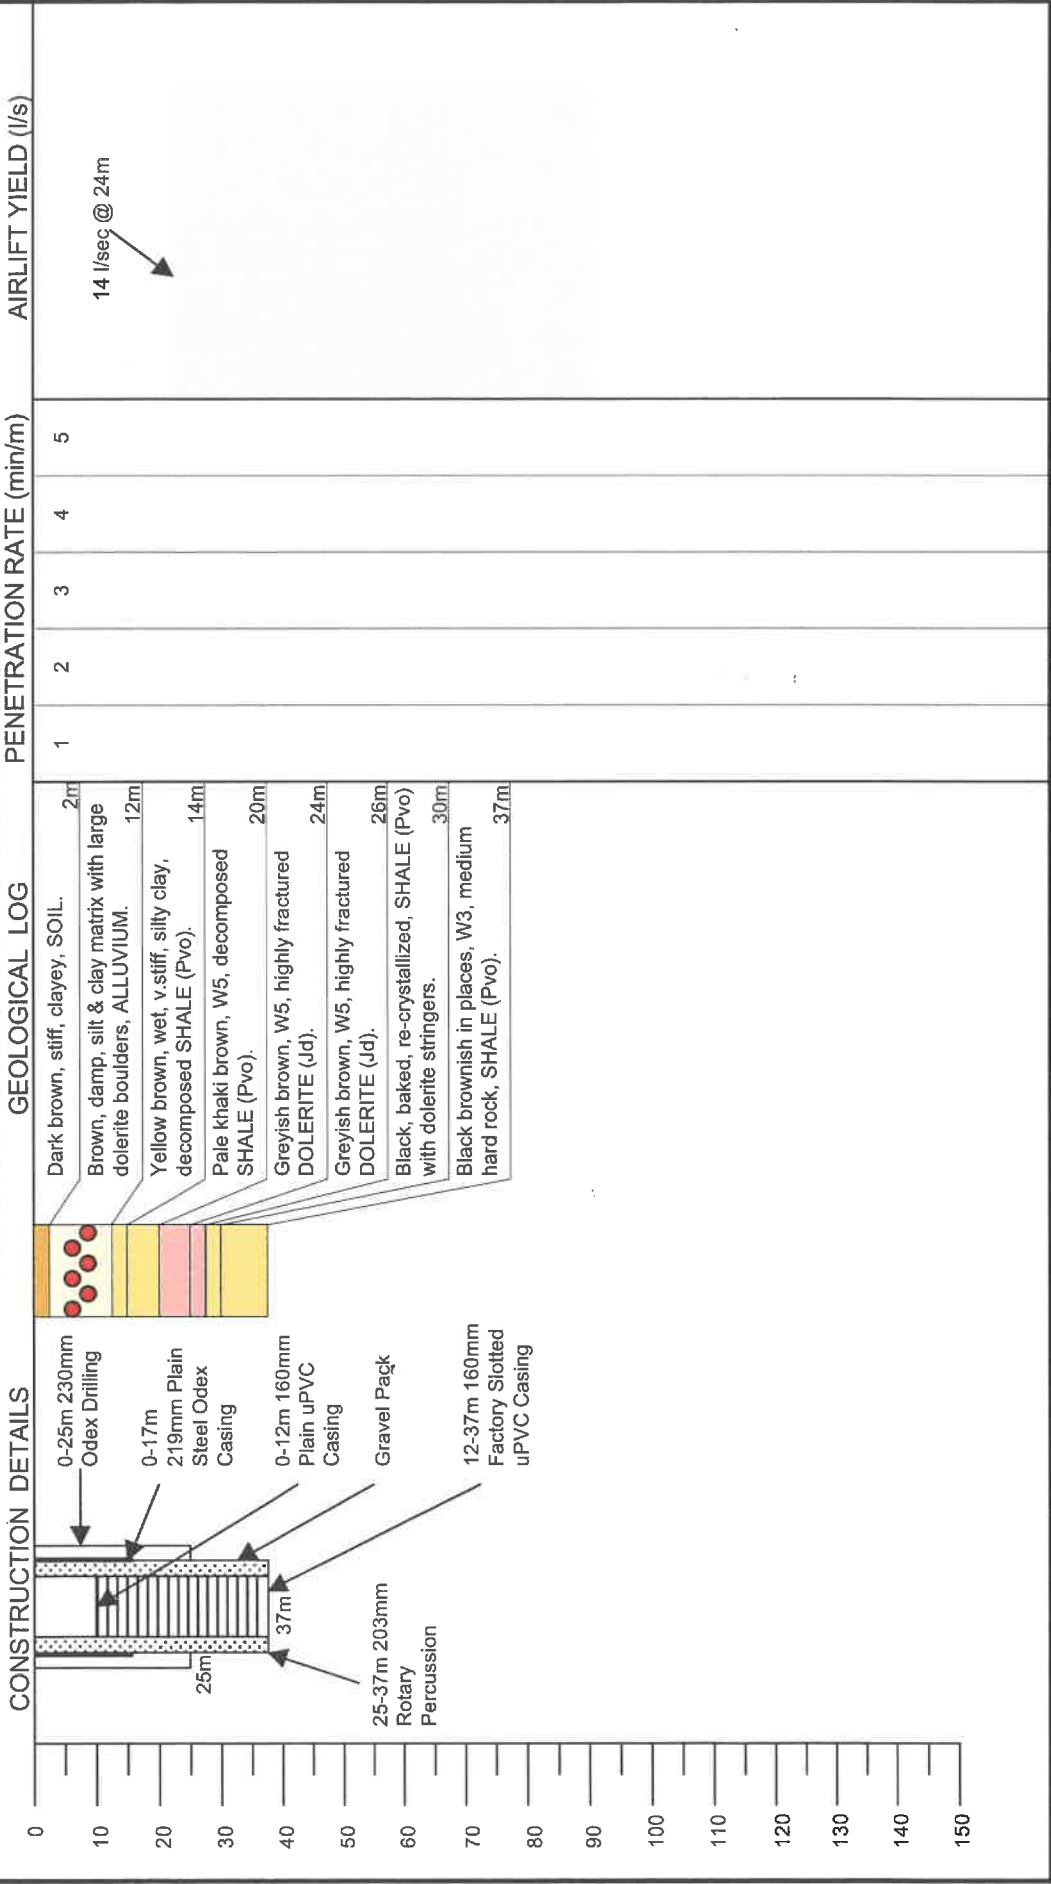 CONSTRUCTION DETAILS
GEOLOGICAL LOG
PENETRATION RATE (min/m)
AIRLIFT YIELD (l/s)
0
10
20
30
40
50
60
70
80
90
100
110
120
130
140
150
0-25m 230mm
Odex Drilling
0-17m
219mm Plain
Steel Odex
Casing
0-12m 160mm
Plain uPVC
Casing
Gravel Pack
12-37m 160mm
Factory Slotted
uPVC Casing
25m
37m
25-37m 203mm
Rotary
Percussion
Dark brown, stiff, clayey, SOIL.
2m
Brown, damp, silt & clay matrix with large
dolerite boulders, ALLUVIUM.
12m
Yellow brown, wet, v.stiff, silty clay,
decomposed SHALE (Pvo).
14m
Pale khaki brown, W5, decomposed
SHALE (Pvo).
20m
Greyish brown, W5, highly fractured
DOLERITE (Jd).
24m
Greyish brown, W5, highly fractured
DOLERITE (Jd).
26m
Black, baked, re-crystallized, SHALE (Pvo)
with dolerite stringers.
30m
Black brownish in places, W3, medium
hard rock, SHALE (Pvo).
37m
1
2
3
4
5
14 l/sec @ 24m